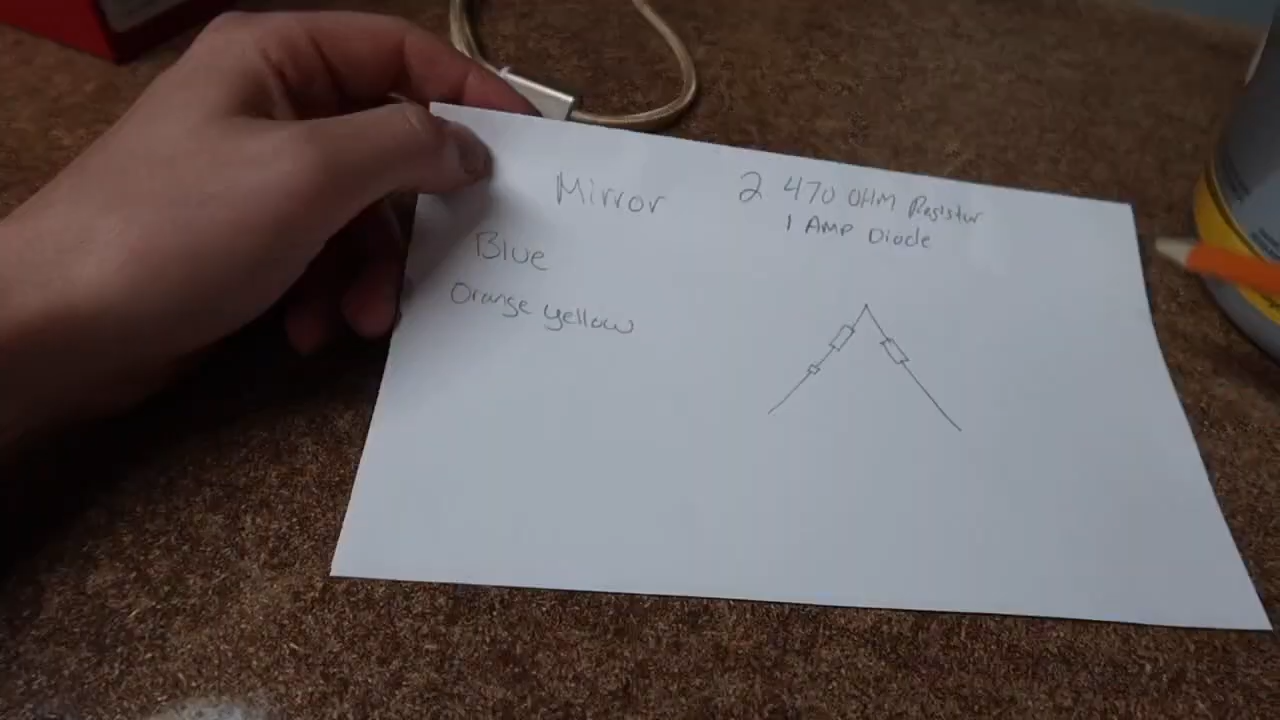 Mirror
Blue
Orange yellow
2 470 OHM Resistor
1 AMP Diode